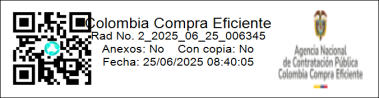 Colombia Compra Eficiente
Rad No. 2_2025_06_25_006345
Anexos: No Con copia: No
Fecha: 25/06/2025 08:40:05
Agencia Nacional
de Contratación Pública
Colombia Compra Eficiente